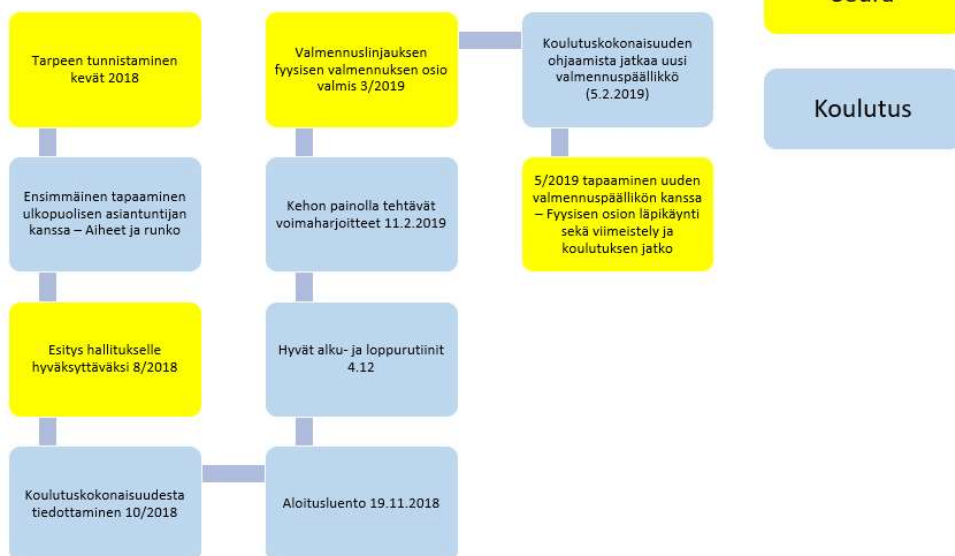 Tarpeen tunnistaminen
kevät 2018
Ensimmäinen tapaaminen
ulkopuolisen asiantuntijan
kanssa – Aiheet ja runko
Esitys hallitukselle
hyväksyttäväksi 8/2018
Koulutuskokonaisuudesta
tiedottaminen 10/2018
Aloitusluento 19.11.2018
Hyvät alku- ja loppurutiinit
4.12
Kehon painolla tehtävät
voimaharjoitteet 11.2.2019
Valmennuslinjauksen
fyysisen valmennuksen osio
valmis 3/2019
Koulutuskokonaisuuden
ohjaamista jatkaa uusi
valmennuspäällikkö
(5.2.2019)
5/2019 tapaaminen uuden
valmennuspäällikön kanssa
– Fyysisen osion läpikäynti
sekä viimeistely ja
koulutuksen jatko
Koulutus